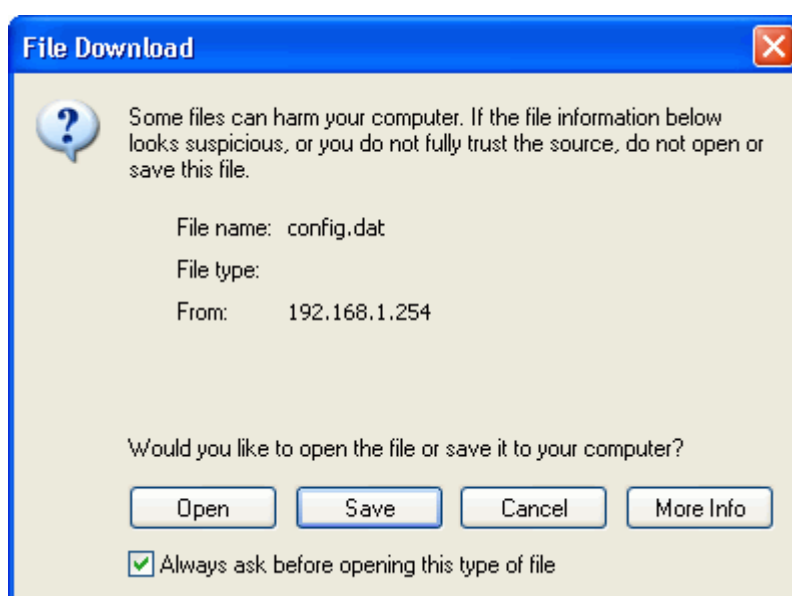 File Download
Some files can harm your computer. If the file information below
looks suspicious, or you do not fully trust the source, do not open or
save this file.
File name: config.dat
File type:
From: 192.168.1.254
Would you like to open the file or save it to your computer?
Open Save Cancel More Info
Always ask before opening this type of file